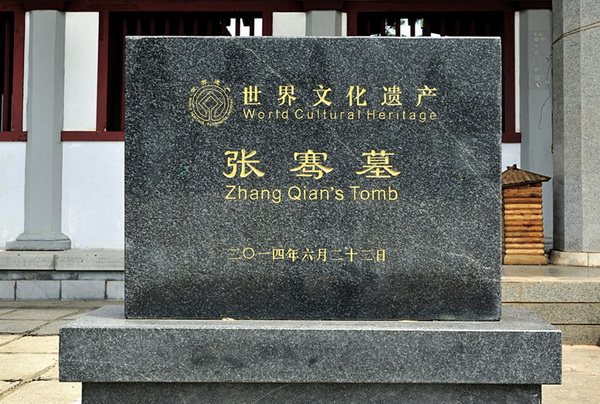 世界文化遗产
World Cultural Heritage
张骞墓
Zhang Qian's Tomb
二〇一四年六月二十二日